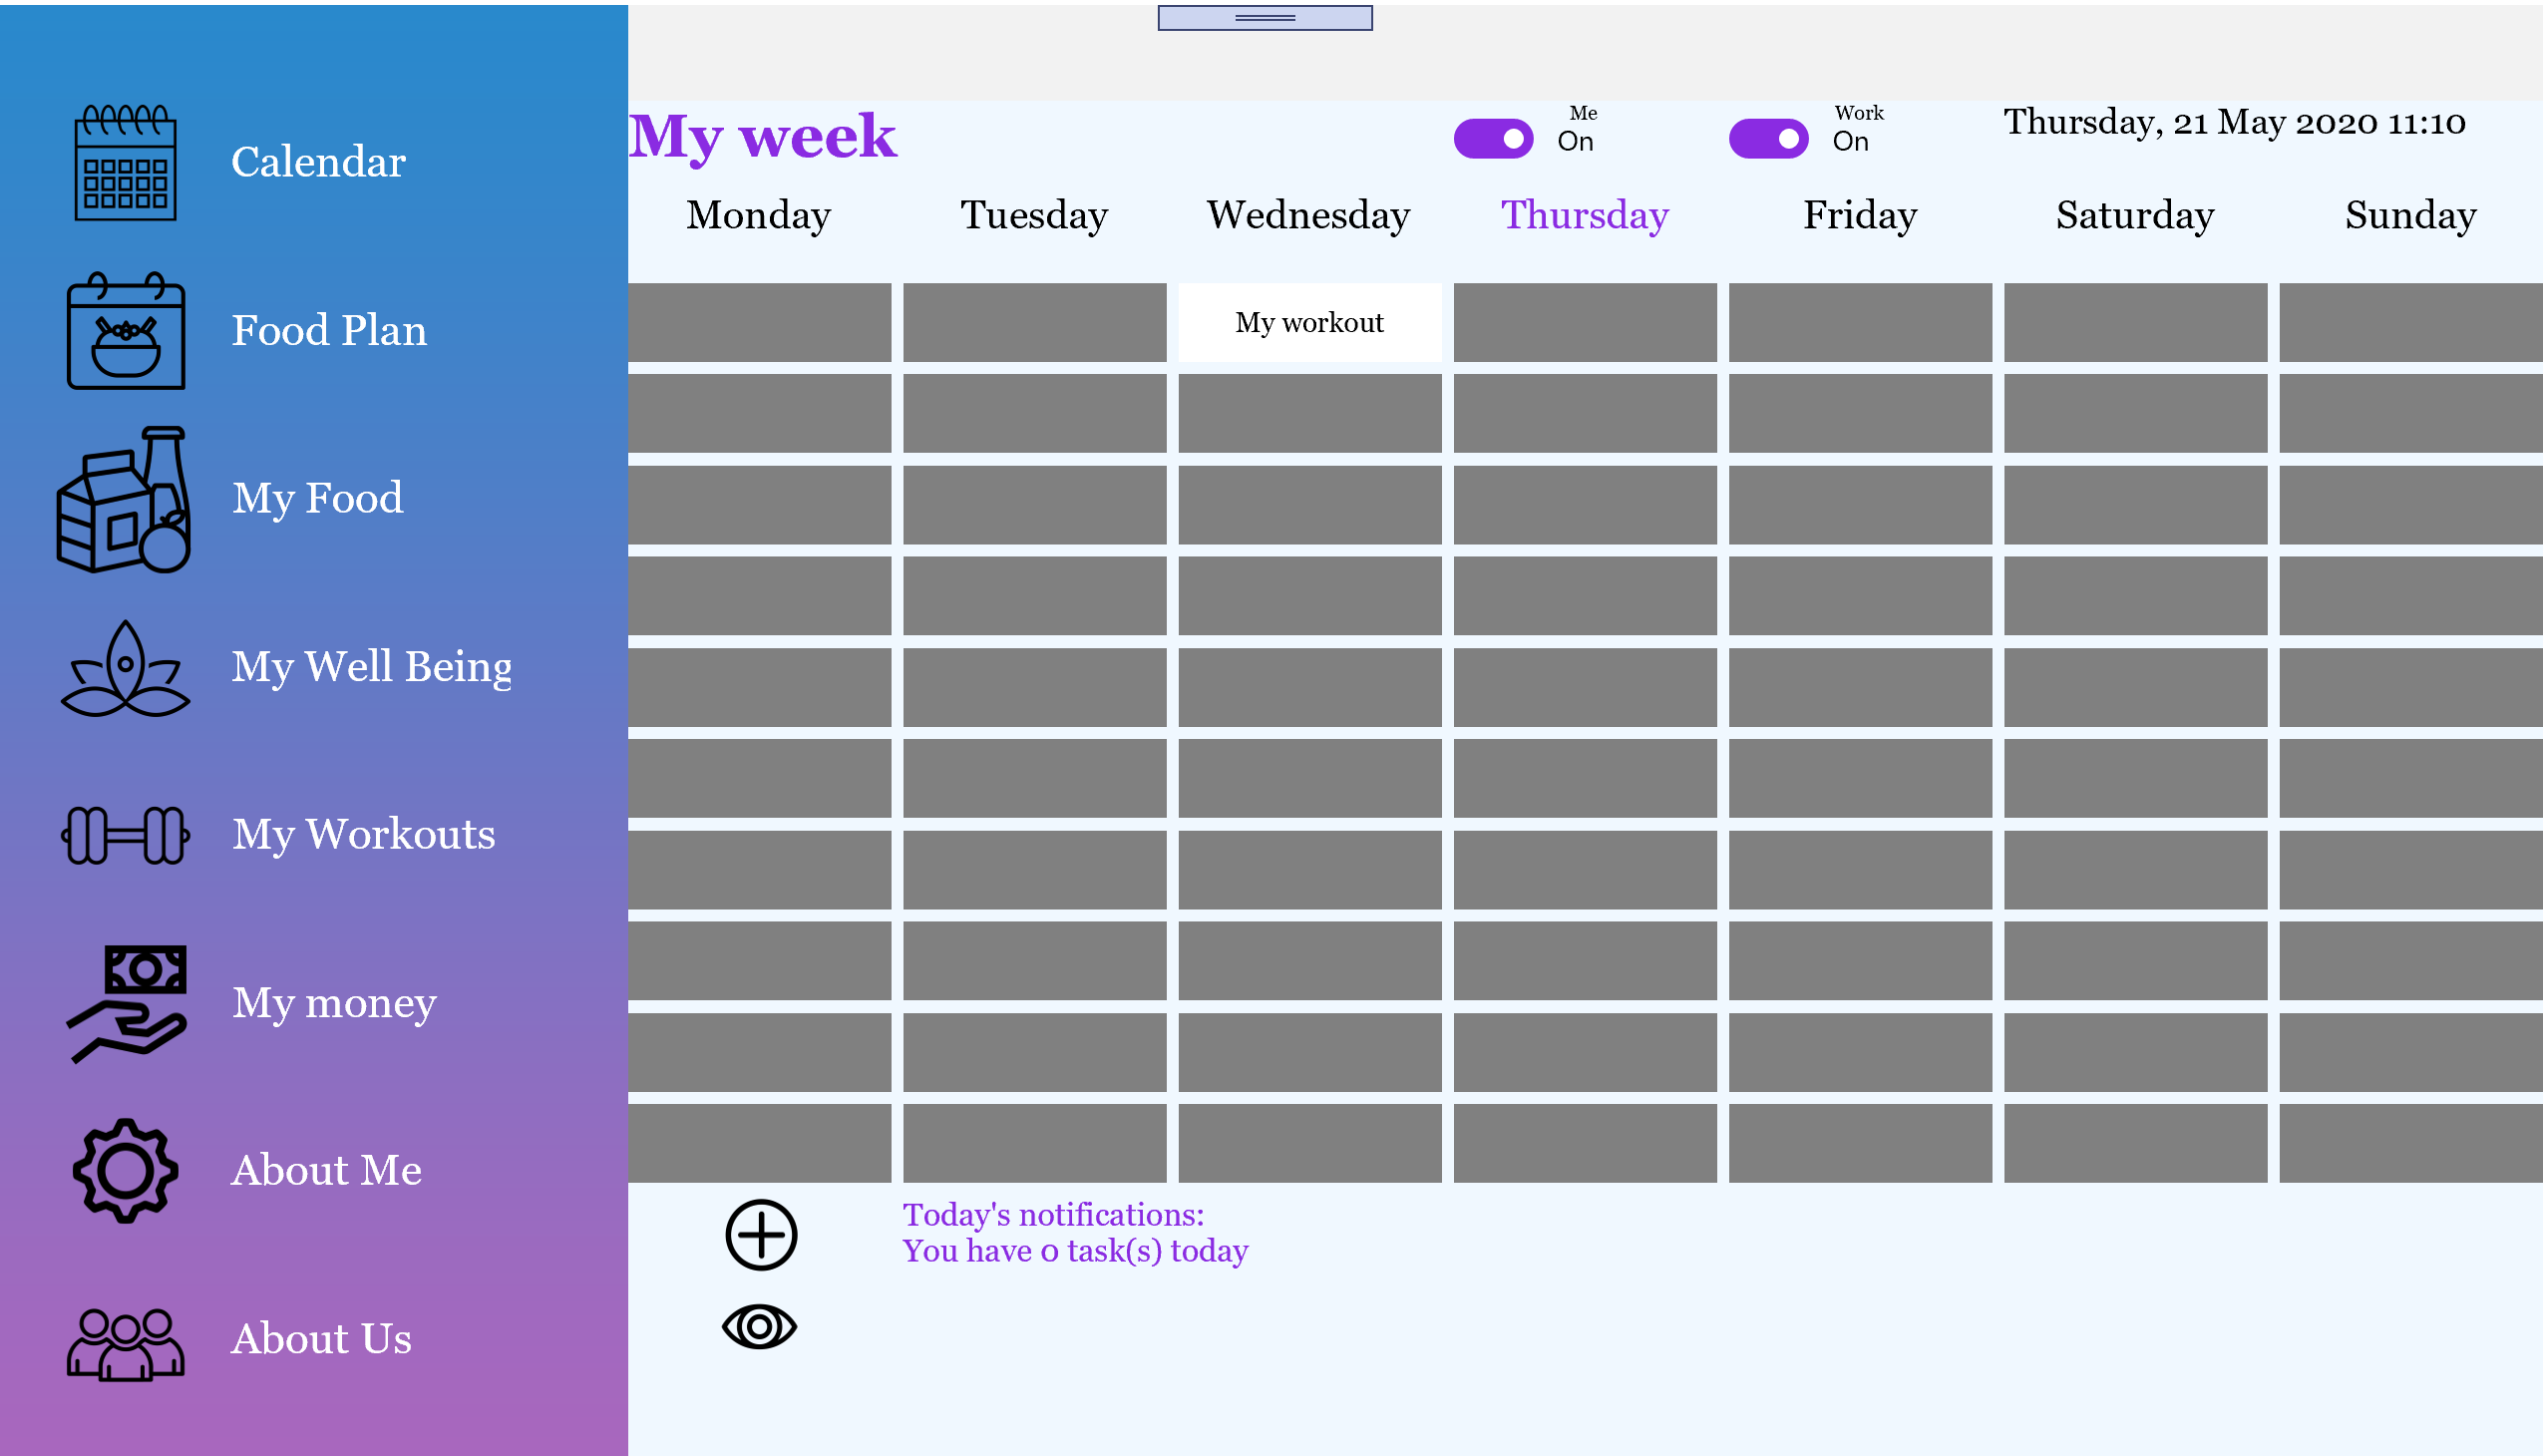 Calendar
Food Plan
My Food
My Well Being
My Workouts
My money
About Me
About Us
My week
Me
On
Work
On
Thursday, 21 May 2020 11:10
Monday Tuesday Wednesday Thursday Friday Saturday Sunday
My workout
Today's notifications:
You have 0 task(s) today